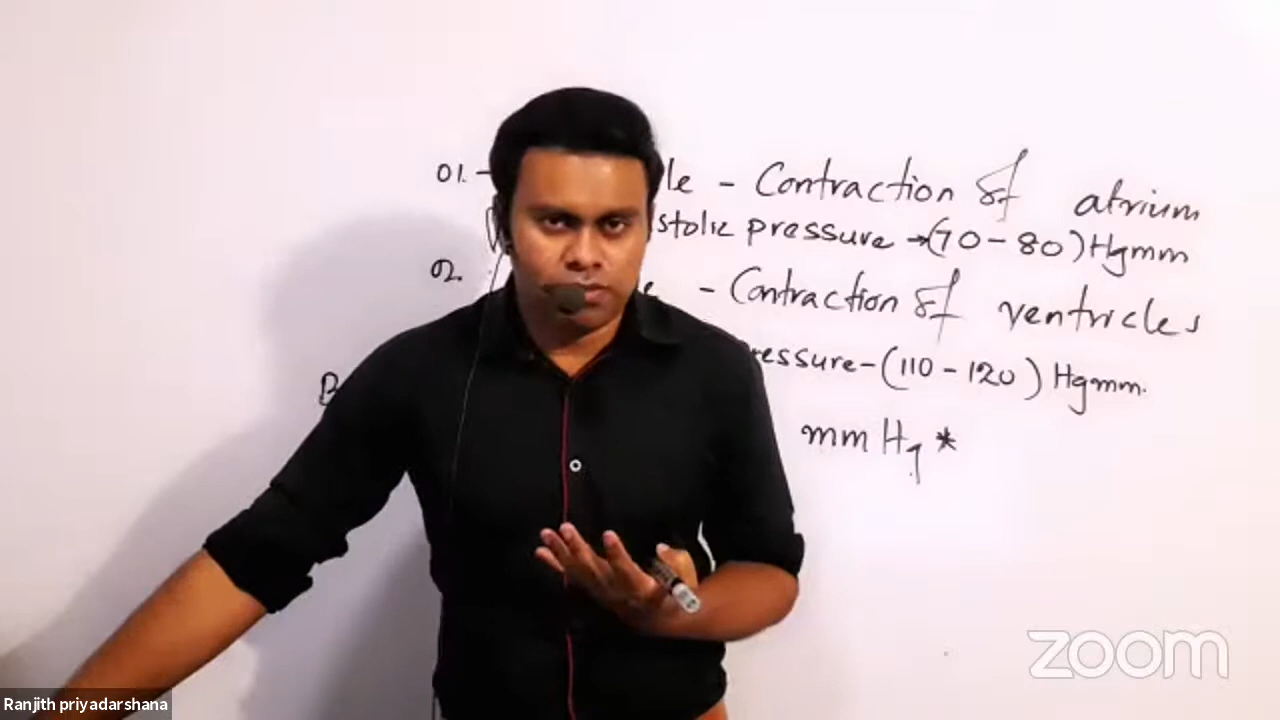 01. - le - Contraction of atrium
stolic pressure → (70 - 80) Hgmm
02. - Contraction of ventricles
ressure - (110 - 120) Hgmm.
B
mm Hg *
zoom
Ranjith priyadarshana